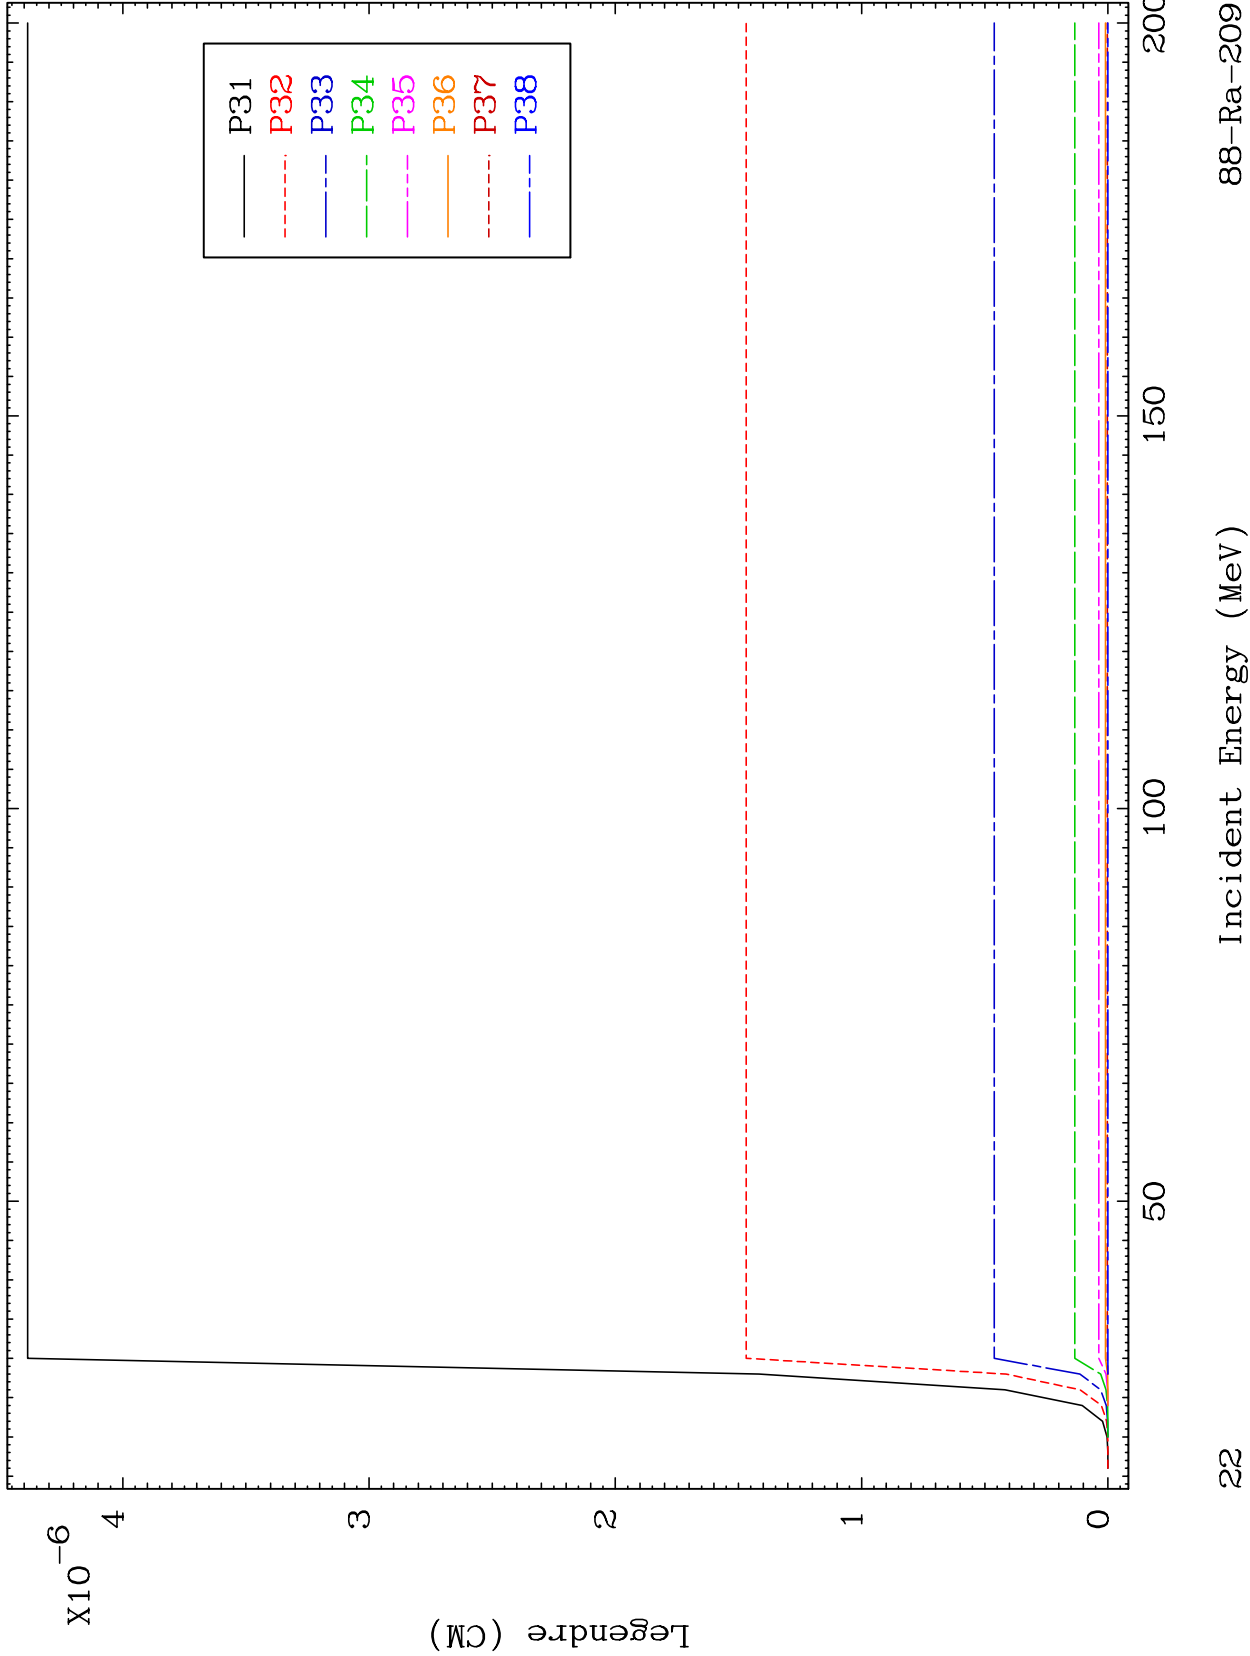 X10-6
4
3
2
1
0
Legendre (CM)
P31
P32
P33
P34
P35
P36
P37
P38
50
100
150
200
Incident Energy (MeV)
22
88-Ra-209